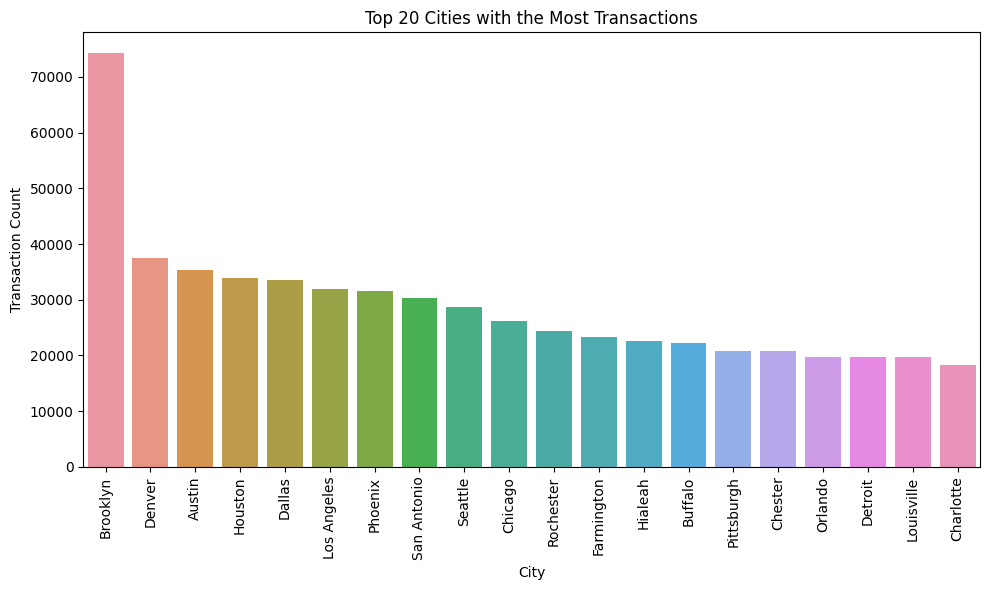 Top 20 Cities with the Most Transactions
Transaction Count
70000
60000
50000
40000
30000
20000
10000
0
Brooklyn
Denver
Austin
Houston
Dallas
Los Angeles
Phoenix
San Antonio
Seattle
Chicago
Rochester
Farmington
Hialeah
Buffalo
Pittsburgh
Chester
Orlando
Detroit
Louisville
Charlotte
City